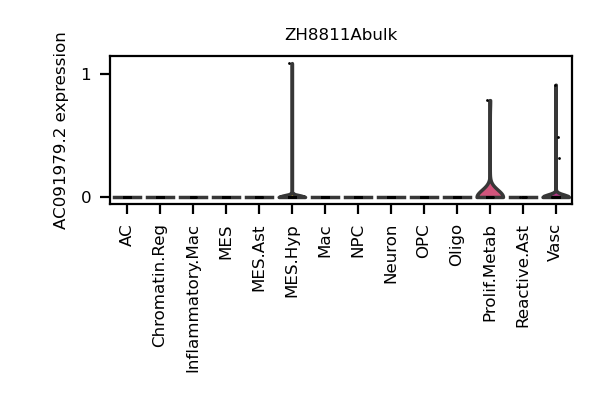 ZH8811Abulk
AC091979.2 expression
1
0
AC
Chromatin.Reg
Inflammatory.Mac
MES
MES.Ast
MES.Hyp
Mac
NPC
Neuron
OPC
Oligo
Prolif.Metab
Reactive.Ast
Vasc